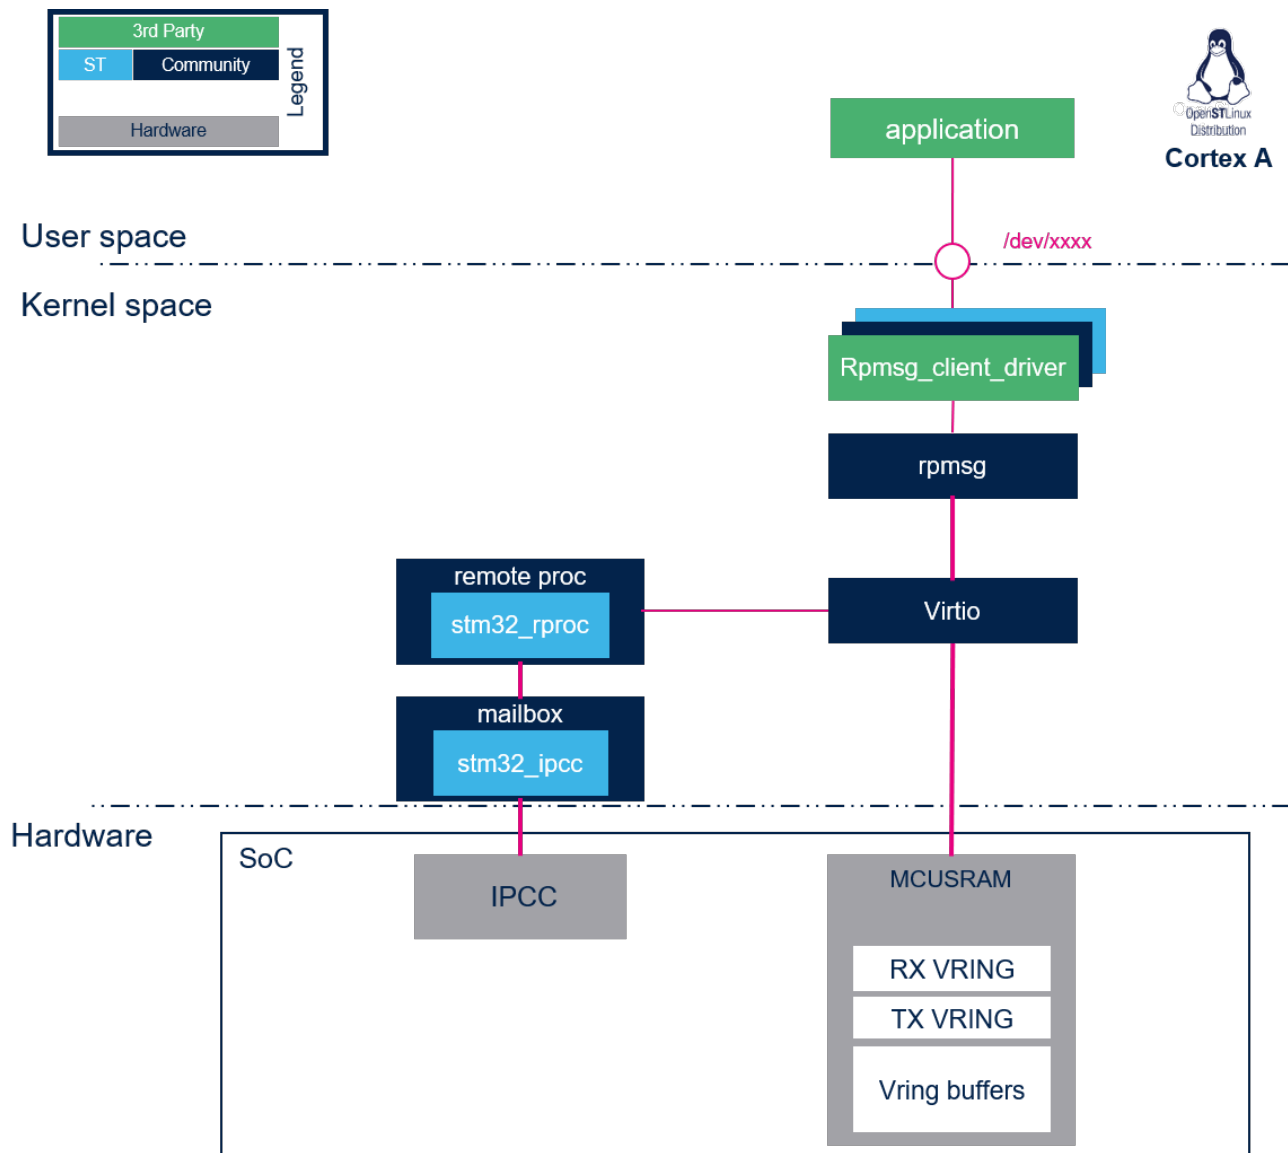 3rd Party
ST
Community
Legend
Hardware
OpenSTLinux
Distribution
Cortex A
application
User space
/dev/xxxx
Kernel space
Rpmsg_client_driver
rpmsg
remote proc
stm32_rproc
Virtio
mailbox
stm32_ipcc
Hardware
SoC
IPCC
MCUSRAM
RX VRING
TX VRING
Vring buffers